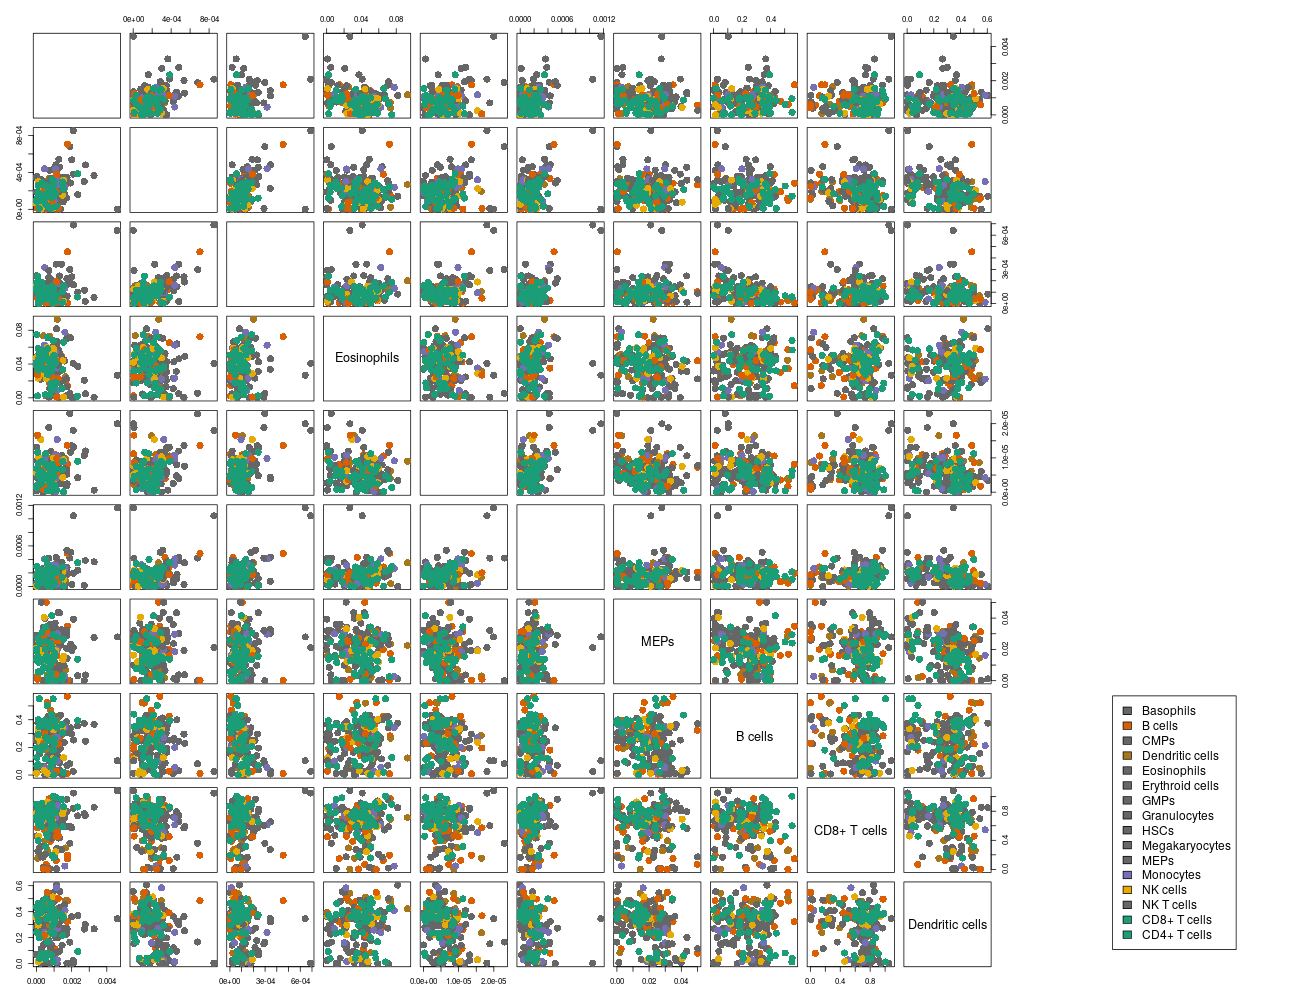 0e+00 4e-04 8e-04 0.00 0.04 0.08 0.0000 0.0006 0.0012 0.0 0.2 0.4 0.0 0.2 0.4 0.6
0.000 0.002 0.004
0e+00 4e-04 8e-04
0e+00 3e-04 6e-04
0.00 0.04 0.08
Eosinophils
0.0e+00 1.0e-05 2.0e-05
0.0000 0.0006 0.0012
MEPs
0.00 0.02 0.04
0.0 0.2 0.4
B cells
CD8+ T cells
0.0 0.4 0.8
0.0 0.2 0.4 0.6
Dendritic cells
0.000 0.002 0.004 0e+00 3e-04 6e-04 0.0e+00 1.0e-05 2.0e-05 0.00 0.02 0.04 0.0 0.4 0.8
Basophils
B cells
CMPs
Dendritic cells
Eosinophils
Erythroid cells
GMPs
Granulocytes
HSCs
Megakaryocytes
MEPs
Monocytes
NK cells
NK T cells
CD8+ T cells
CD4+ T cells